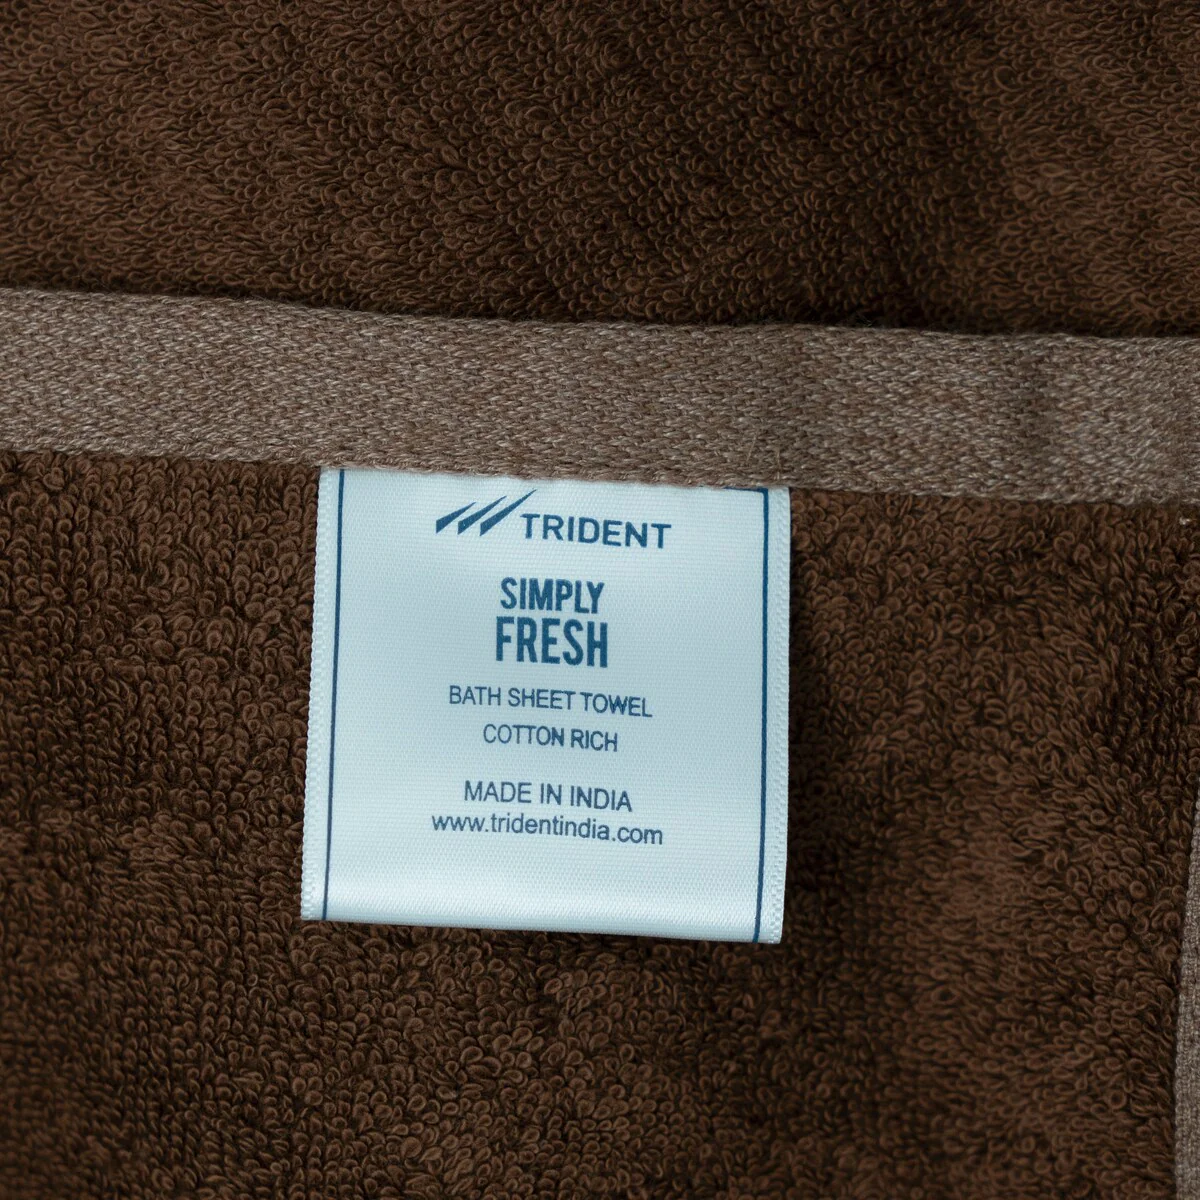 TRIDENT
SIMPLY
FRESH
BATH SHEET TOWEL
COTTON RICH
MADE IN INDIA
www.tridentindia.com